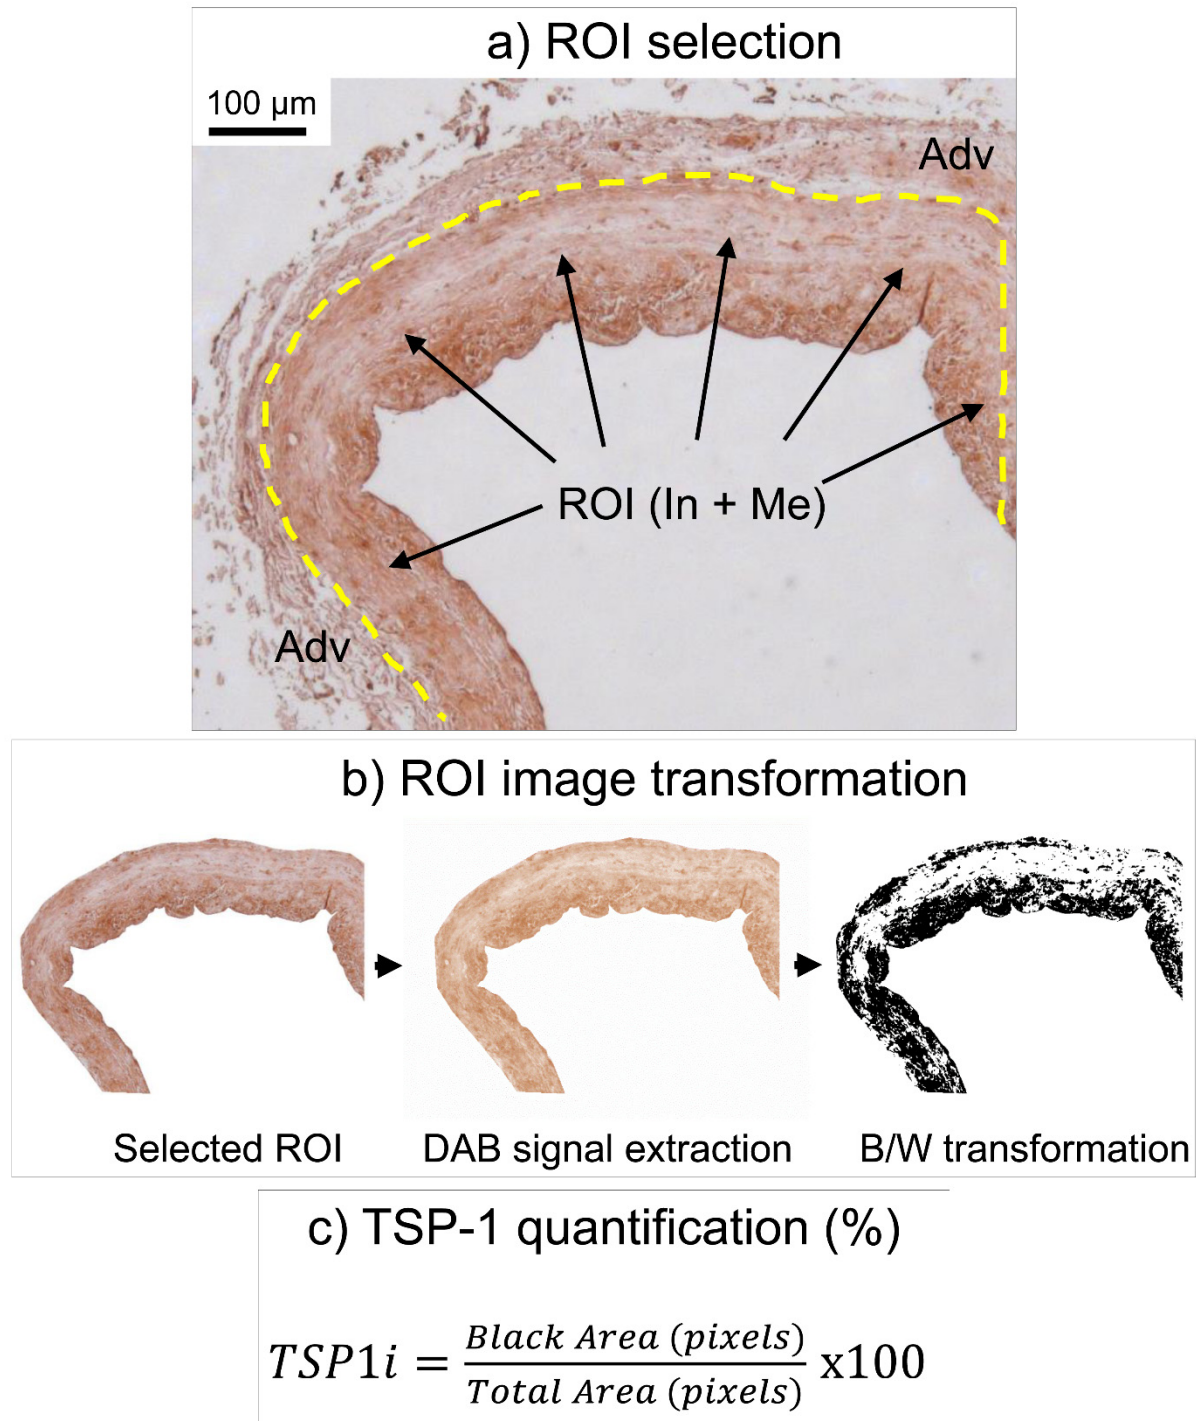 a) ROI selection
100 μm
Adv
ROI (In + Me)
Adv
b) ROI image transformation
Selected ROI
DAB signal extraction
B/W transformation
c) TSP-1 quantification (%)
TSP1i = Black Area (pixels) / Total Area (pixels) x100